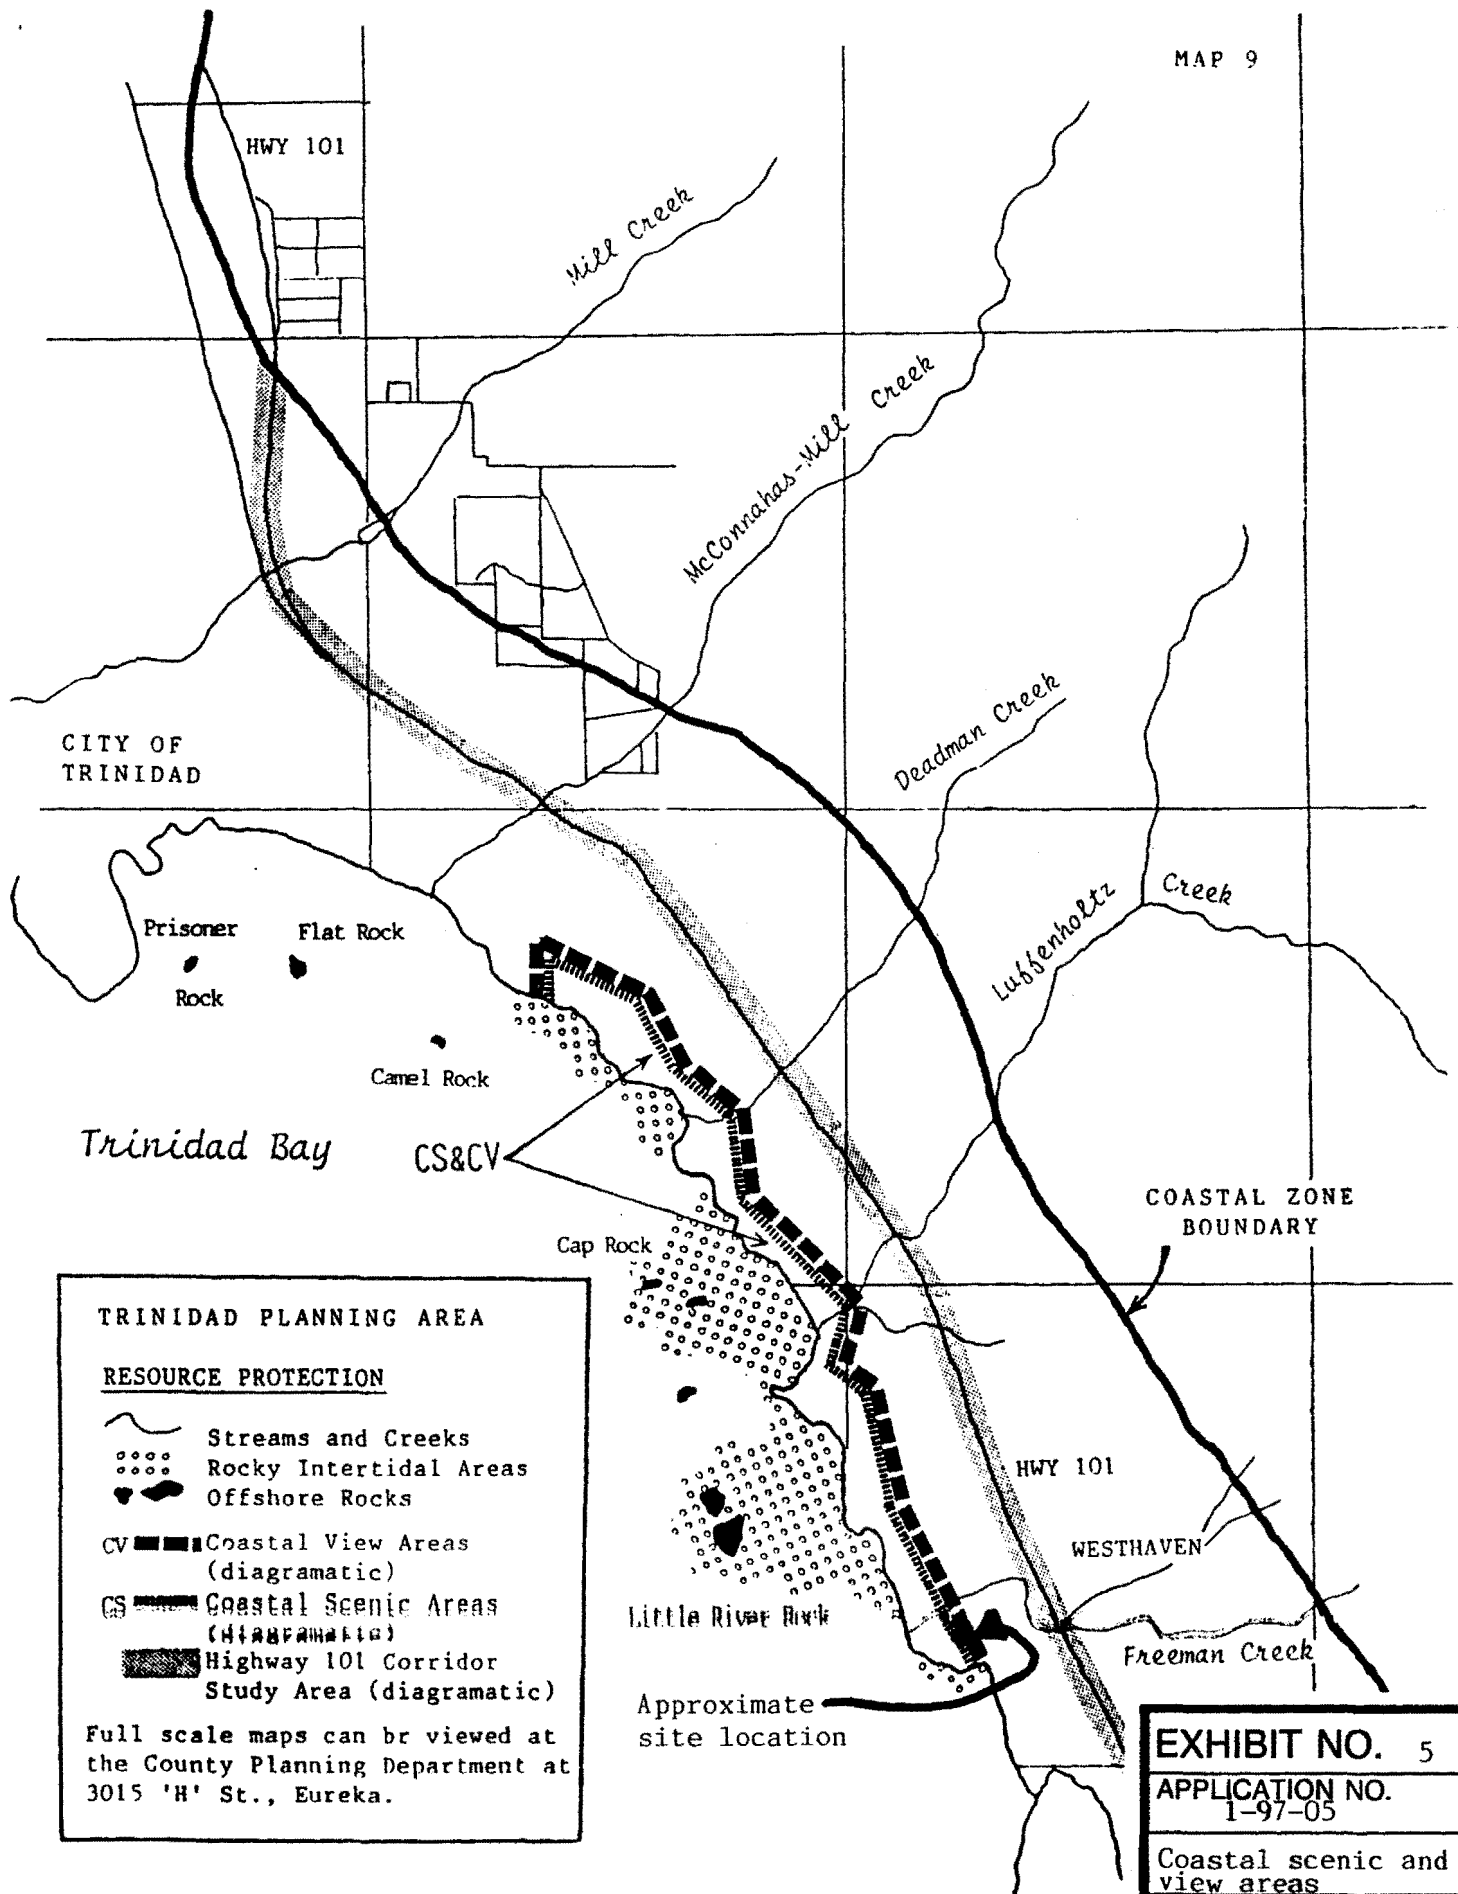 MAP 9
HWY 101
Mill Creek
McConnahas-Mill Creek
CITY OF
TRINIDAD
Deadman Creek
Luffenholtz Creek
Prisoner
Rock
Flat Rock
Camel Rock
Trinidad Bay
CS&CV
COASTAL ZONE
BOUNDARY
Cap Rock
TRINIDAD PLANNING AREA
RESOURCE PROTECTION
Streams and Creeks
Rocky Intertidal Areas
Offshore Rocks
CV Coastal View Areas
(diagramatic)
CS Coastal Scenic Areas
(diagramatic)
Highway 101 Corridor
Study Area (diagramatic)
Full scale maps can br viewed at
the County Planning Department at
3015 'H' St., Eureka.
HWY 101
WESTHAVEN
Little River Rock
Freeman Creek
Approximate
site location
EXHIBIT NO. 5
APPLICATION NO.
1-97-05
Coastal scenic and
view areas